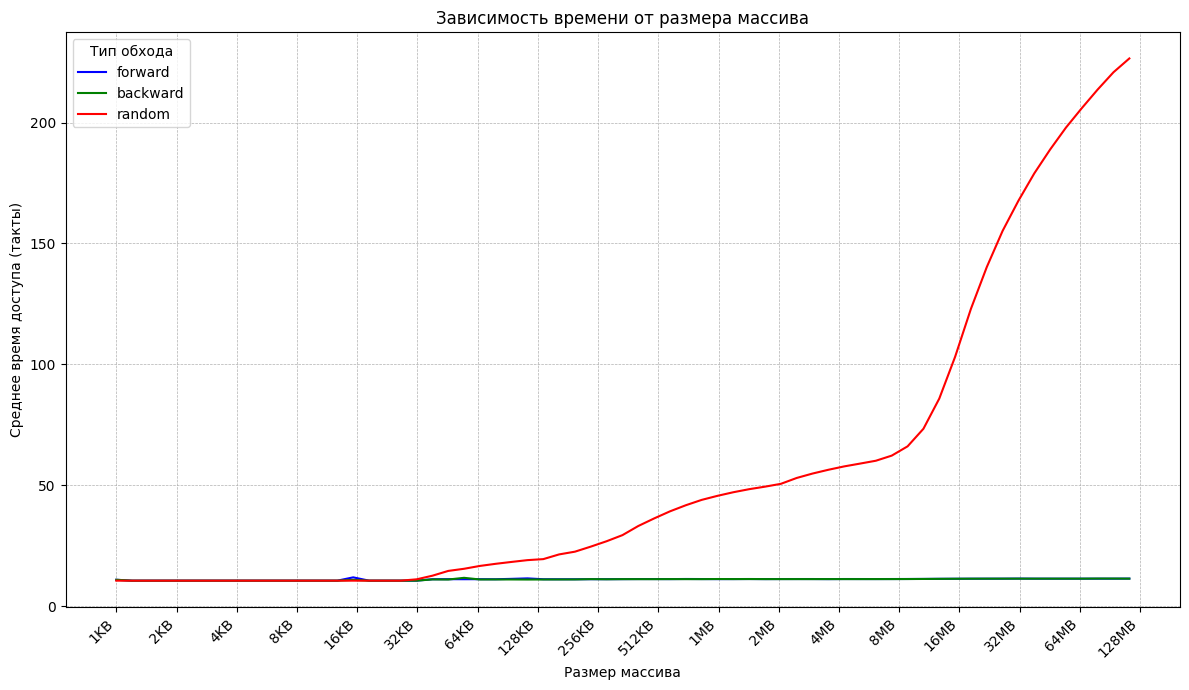 Зависимость времени от размера массива
Тип обхода
forward
backward
random
Среднее время доступа (такты)
200
150
100
50
0
1KB
2KB
4KB
8KB
16KB
32KB
64KB
128KB
256KB
512KB
1MB
2MB
4MB
8MB
16MB
32MB
64MB
128MB
Размер массива